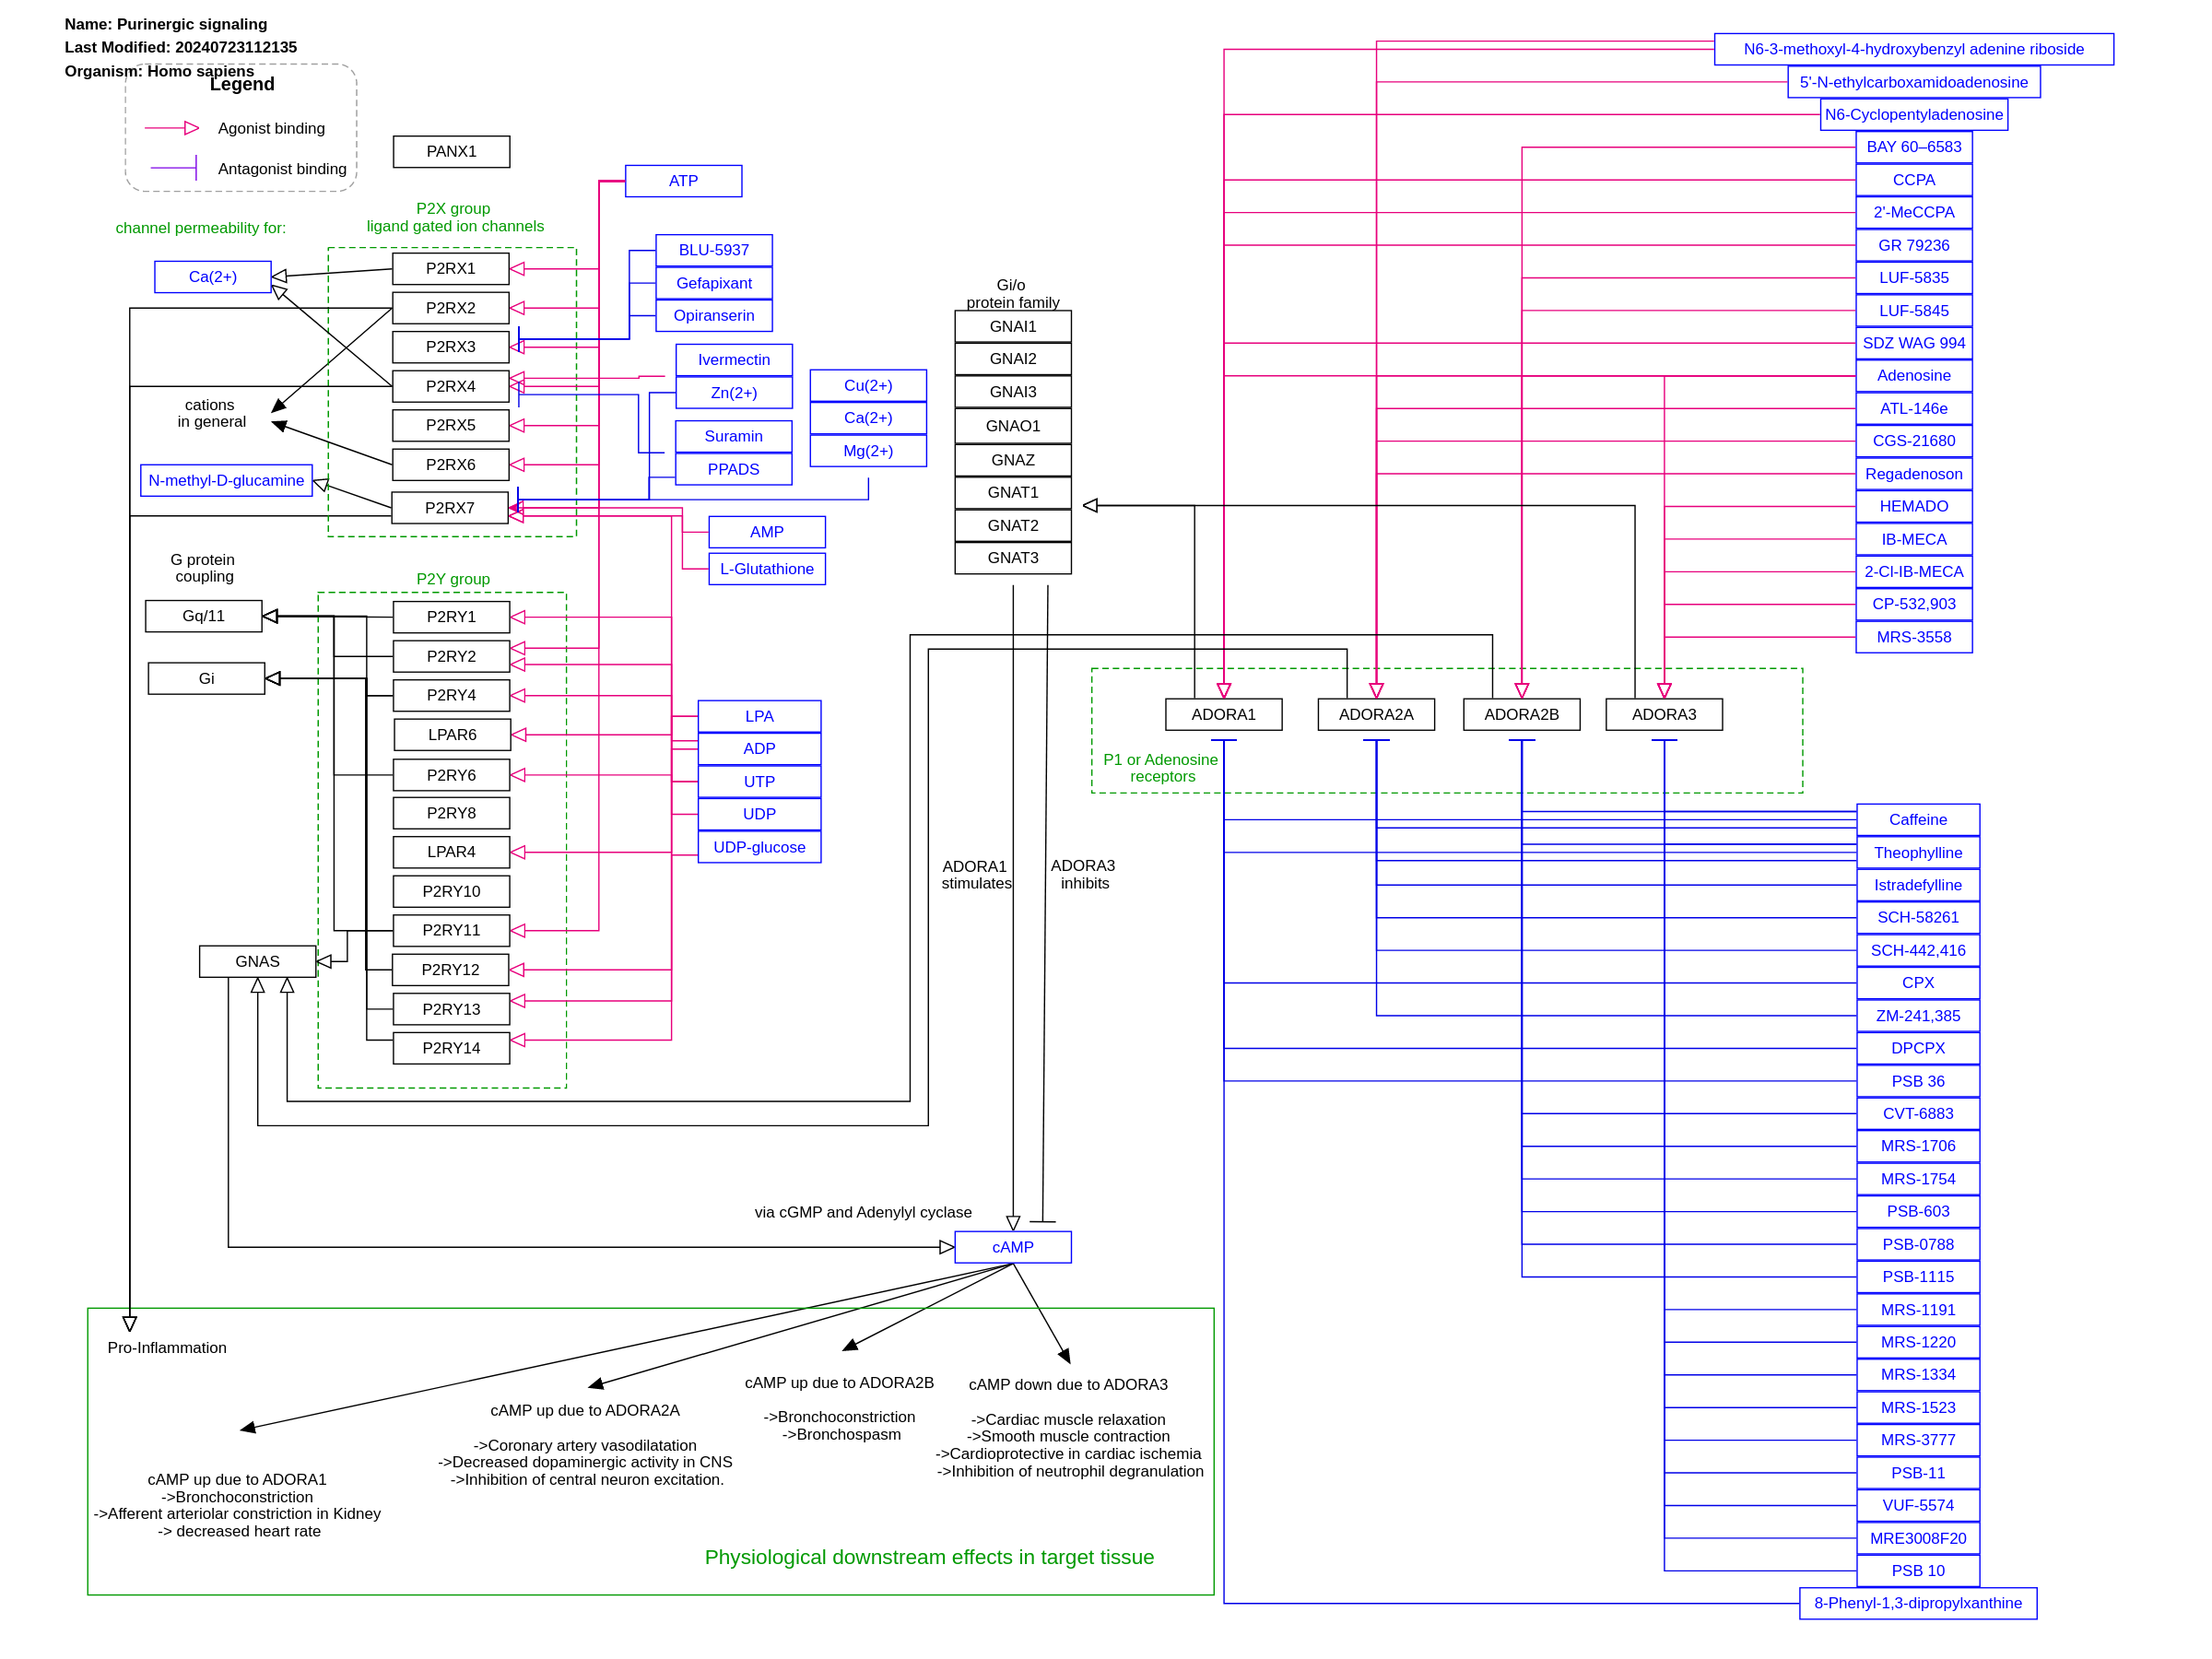 Name: Purinergic signaling
Last Modified: 20240723112135
Organism: Homo sapiens
Legend
Agonist binding
Antagonist binding
PANX1
channel permeability for:
P2X group
ligand gated ion channels
Ca(2+)
P2RX1
P2RX2
P2RX3
P2RX4
P2RX5
P2RX6
P2RX7
cations
in general
N-methyl-D-glucamine
ATP
BLU-5937
Gefapixant
Opiranserin
Ivermectin
Zn(2+)
Suramin
PPADS
Cu(2+)
Ca(2+)
Mg(2+)
AMP
L-Glutathione
G protein
coupling
Gq/11
Gi
GNAS
P2Y group
P2RY1
P2RY2
P2RY4
LPAR6
P2RY6
P2RY8
LPAR4
P2RY10
P2RY11
P2RY12
P2RY13
P2RY14
LPA
ADP
UTP
UDP
UDP-glucose
Gi/o
protein family
GNAI1
GNAI2
GNAI3
GNAO1
GNAZ
GNAT1
GNAT2
GNAT3
ADORA1
stimulates
ADORA3
inhibits
via cGMP and Adenylyl cyclase
cAMP
N6-3-methoxyl-4-hydroxybenzyl adenine riboside
5'-N-ethylcarboxamidoadenosine
N6-Cyclopentyladenosine
BAY 60–6583
CCPA
2'-MeCCPA
GR 79236
LUF-5835
LUF-5845
SDZ WAG 994
Adenosine
ATL-146e
CGS-21680
Regadenoson
HEMADO
IB-MECA
2-Cl-IB-MECA
CP-532,903
MRS-3558
ADORA1
ADORA2A
ADORA2B
ADORA3
P1 or Adenosine
receptors
Caffeine
Theophylline
Istradefylline
SCH-58261
SCH-442,416
CPX
ZM-241,385
DPCPX
PSB 36
CVT-6883
MRS-1706
MRS-1754
PSB-603
PSB-0788
PSB-1115
MRS-1191
MRS-1220
MRS-1334
MRS-1523
MRS-3777
PSB-11
VUF-5574
MRE3008F20
PSB 10
8-Phenyl-1,3-dipropylxanthine
Pro-Inflammation
cAMP up due to ADORA1
->Bronchoconstriction
->Afferent arteriolar constriction in Kidney
-> decreased heart rate
cAMP up due to ADORA2A
->Coronary artery vasodilatation
->Decreased dopaminergic activity in CNS
->Inhibition of central neuron excitation.
cAMP up due to ADORA2B
->Bronchoconstriction
->Bronchospasm
cAMP down due to ADORA3
->Cardiac muscle relaxation
->Smooth muscle contraction
->Cardioprotective in cardiac ischemia
->Inhibition of neutrophil degranulation
Physiological downstream effects in target tissue